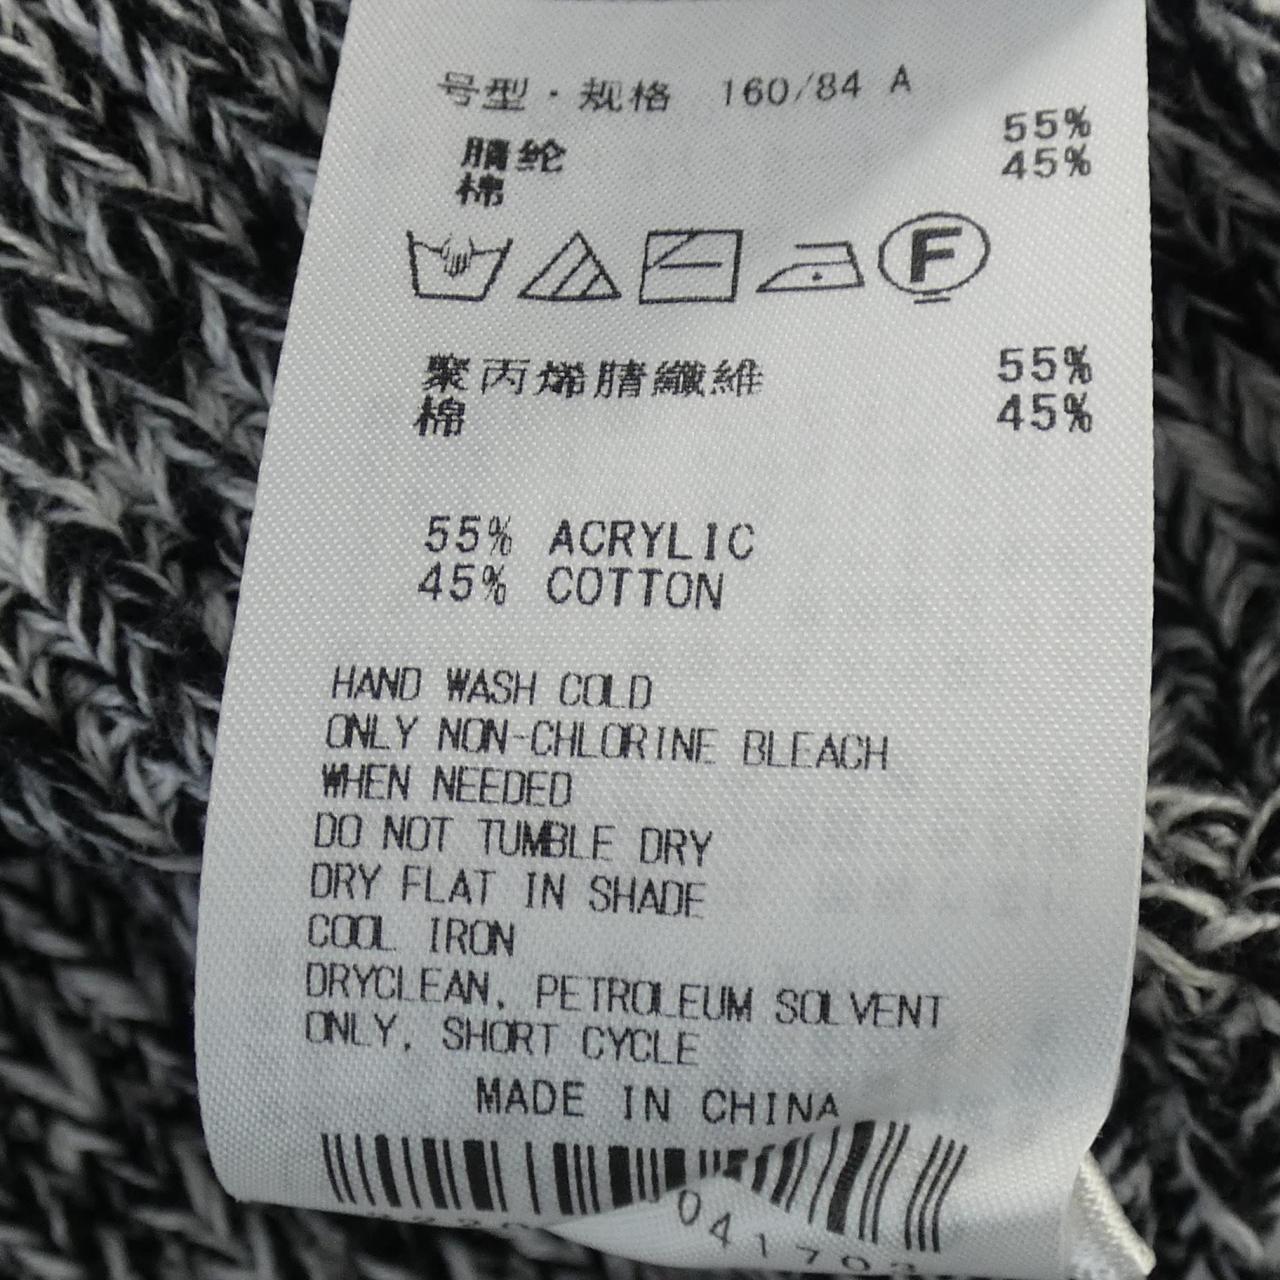 号型·规格 160/84 A
腈纶 55%
棉 45%
F
聚丙烯腈纖維 55%
棉 45%
55% ACRYLIC
45% COTTON
HAND WASH COLD
ONLY NON-CHLORINE BLEACH
WHEN NEEDED
DO NOT TUMBLE DRY
DRY FLAT IN SHADE
COOL IRON
DRYCLEAN, PETROLEUM SOLVENT
ONLY, SHORT CYCLE
MADE IN CHINA
041703